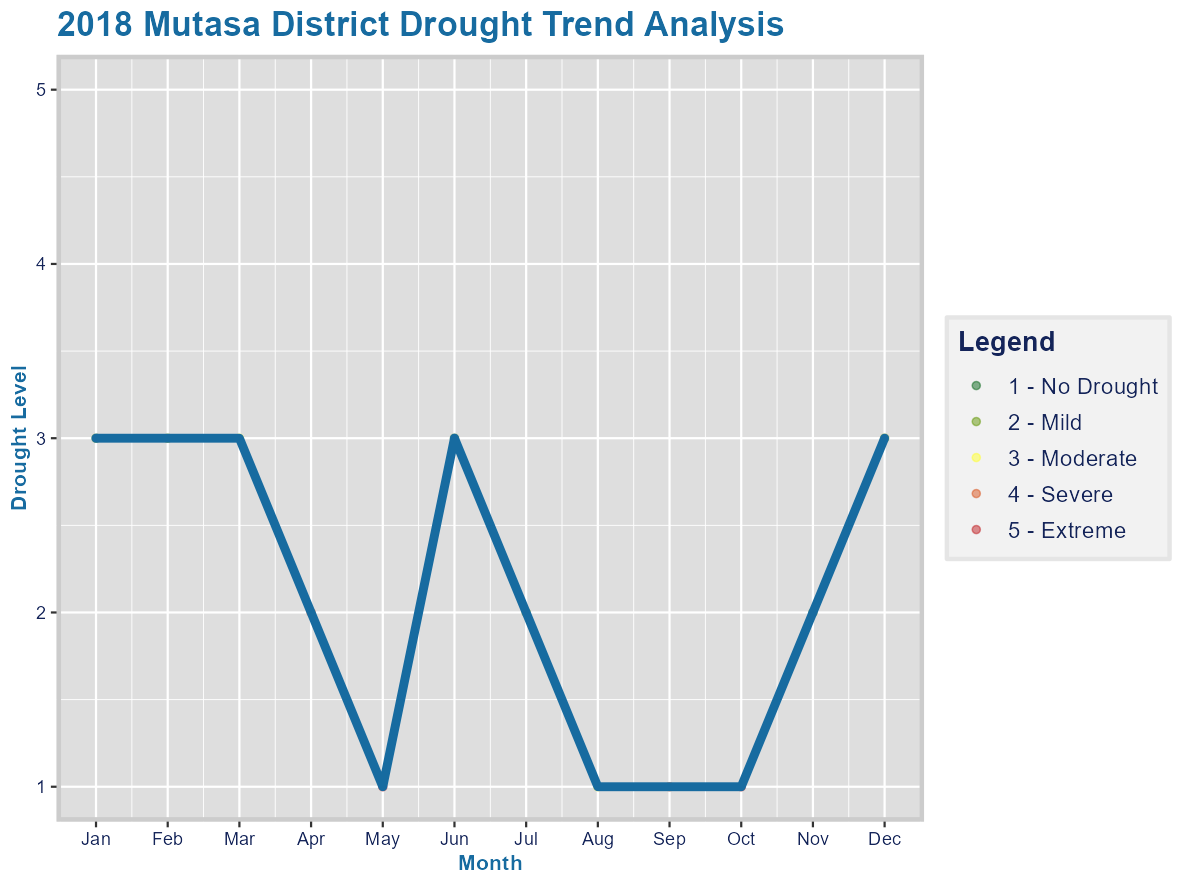 2018 Mutasa District Drought Trend Analysis
5
4
3
2
1
Drought Level
Jan Feb Mar Apr May Jun Jul Aug Sep Oct Nov Dec
Month
Legend
1 - No Drought
2 - Mild
3 - Moderate
4 - Severe
5 - Extreme